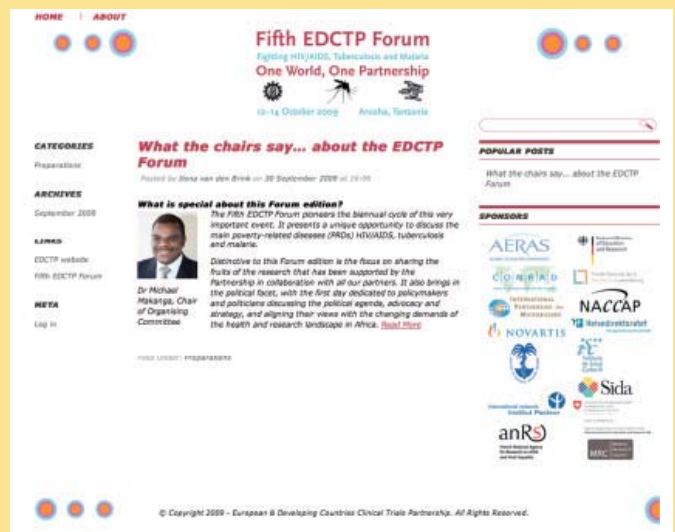 HOME | ABOUT
Fifth EDCTP Forum
Fighting HIV/AIDS, Tuberculosis and Malaria
One World, One Partnership
12-14 October 2009 Arusha, Tanzania
CATEGORIES
Preparations
ARCHIVES
September 2009
LINKS
EDCTP website
Fifth EDCTP Forum
META
Log in
What the chairs say... about the EDCTP
Forum
Posted by Ilona van den Brink on 30 September 2009 at
What is special about this Forum edition?
The Fifth EDCTP Forum pioneers the biannual cycle of this very
important event. It presents a unique opportunity to discuss the
main poverty-related diseases (PRDs) HIV/AIDS, tuberculosis
and malaria.
Distinctive to this Forum edition is the focus on sharing the
fruits of the research that has been supported by the
Partnership in collaboration with all our partners. It also brings in
the political facet, with the first day dedicated to policymakers
and politicians discussing the political agenda, advocacy and
strategy, and aligning their views with the changing demands of
the health and research landscape in Africa. Read More
Dr Michael
Makanga, Chair
of Organising
Committee
Filed Under: Preparations
POPULAR POSTS
What the chairs say... about the EDCTP
Forum
SPONSORS
AERAS
CONRAD
INTERNATIONAL
PARTNERSHIP FOR
MICROBICIDES
NACCAP
NOVARTIS
Helsedirektoratet
Sida
International network
Institut Pasteur
anRS
MRC
© Copyright 2009 - European & Developing Countries Clinical Trials Partnership. All Rights Reserved.